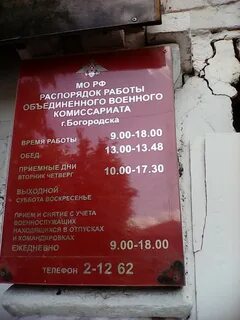 МО РФ
РАСПОРЯДОК РАБОТЫ
ОБЪЕДИНЕННОГО ВОЕННОГО
КОМИССАРИАТА
г.Богородска
ВРЕМЯ РАБОТЫ 9.00-18.00
ОБЕД 13.00-13.48
ПРИЕМНЫЕ ДНИ
ВТОРНИК ЧЕТВЕРГ 10.00-17.30
ВЫХОДНОЙ
СУББОТА ВОСКРЕСЕНЬЕ
ПРИЕМ И СНЯТИЕ С УЧЕТА
ВОЕННОСЛУЖАЩИХ
НАХОДЯЩИХСЯ В ОТПУСКАХ
И КОМАНДИРОВКАХ
ЕЖЕДНЕВНО 9.00-18.00
ТЕЛЕФОН 2-12 62